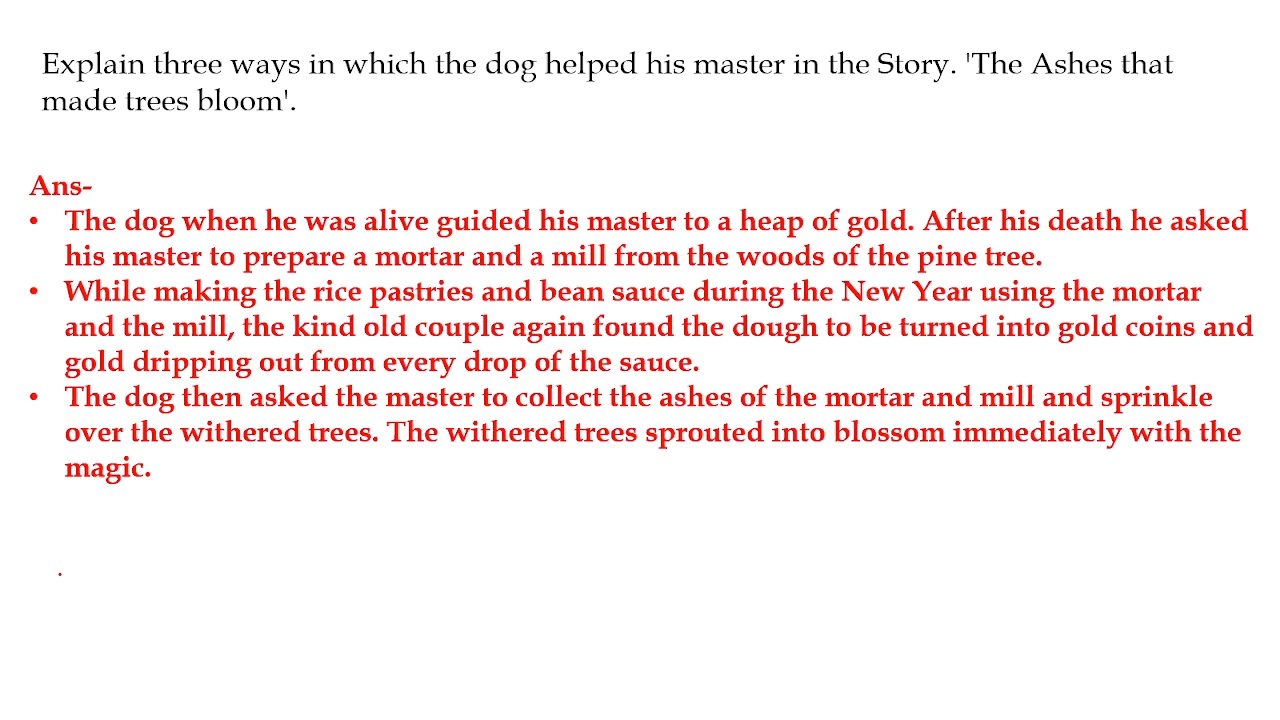 Explain three ways in which the dog helped his master in the Story. 'The Ashes that
made trees bloom'.
Ans-
• The dog when he was alive guided his master to a heap of gold. After his death he asked
his master to prepare a mortar and a mill from the woods of the pine tree.
• While making the rice pastries and bean sauce during the New Year using the mortar
and the mill, the kind old couple again found the dough to be turned into gold coins and
gold dripping out from every drop of the sauce.
• The dog then asked the master to collect the ashes of the mortar and mill and sprinkle
over the withered trees. The withered trees sprouted into blossom immediately with the
magic.
.